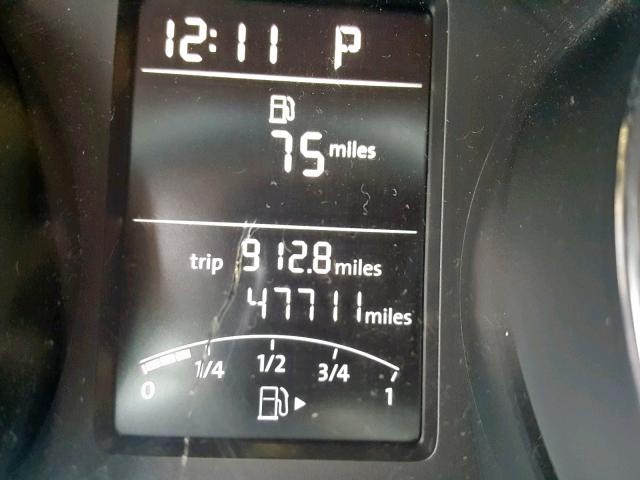 12:11 P
75 miles
trip 912.8 miles
47711 miles
0 1/4 1/2 3/4 1